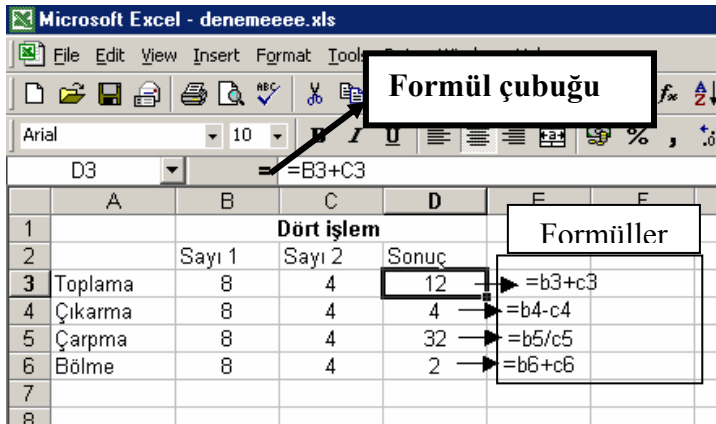 Microsoft Excel - denemeeee.xls
File Edit View Insert Format Tools
Formül çubuğu
Arial 10 B I U % ,
D3 = =B3+C3
A B C D E F
1 Dört işlem Formüller
2 Sayı 1 Sayı 2 Sonuç
3 Toplama 8 4 12 =b3+c3
4 Çıkarma 8 4 4 =b4-c4
5 Çarpma 8 4 32 =b5/c5
6 Bölme 8 4 2 =b6+c6
7
8